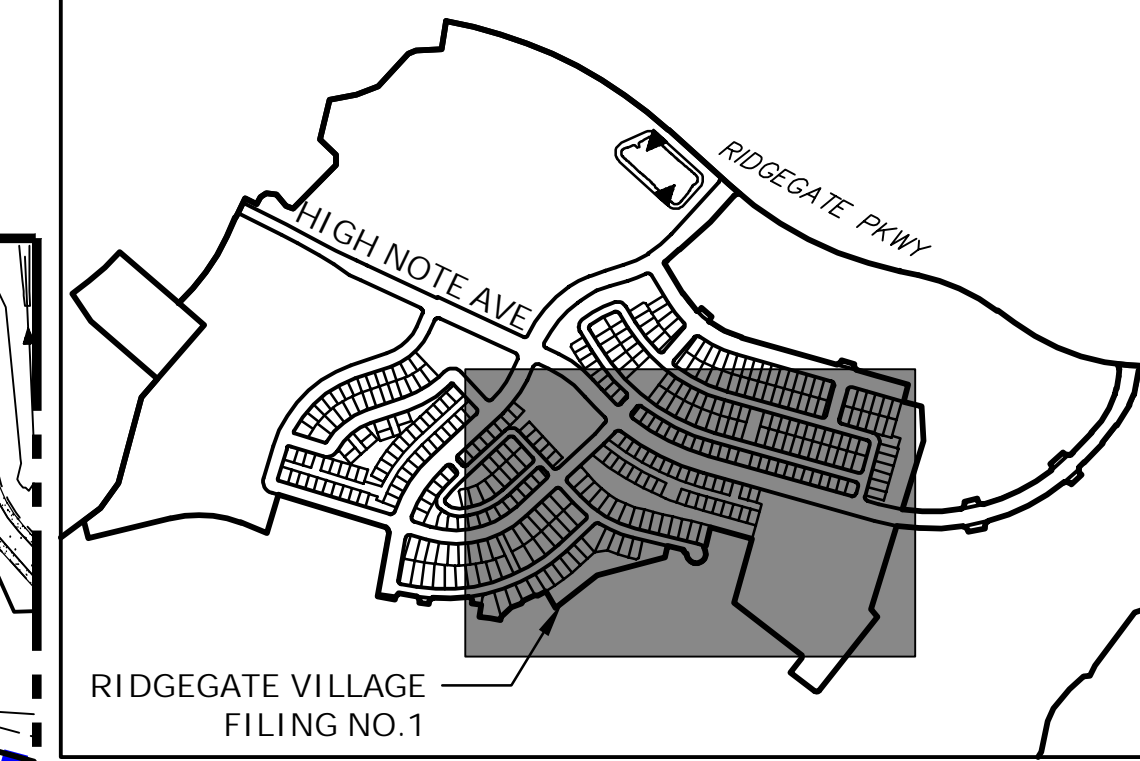 RIDGEGATE PKWY
HIGH NOTE AVE
RIDGEGATE VILLAGE
FILING NO.1